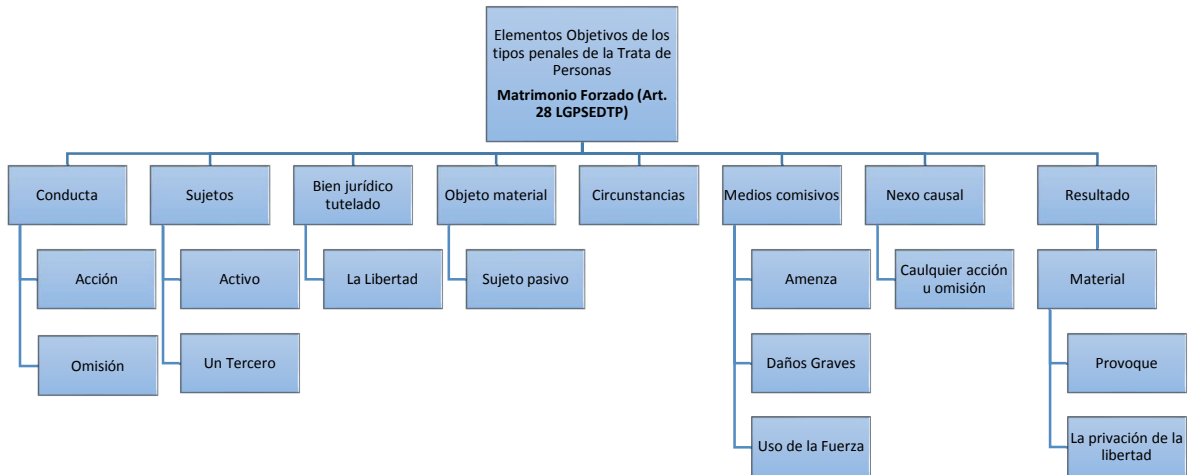 Elementos Objetivos de los
tipos penales de la Trata de
Personas
Matrimonio Forzado (Art.
28 LGPSEDTP)
Conducta
Sujetos
Bien jurídico
tutelado
Objeto material
Circunstancias
Medios comisivos
Nexo causal
Resultado
Acción
Activo
La Libertad
Sujeto pasivo
Amenza
Caulquier acción
u omisión
Material
Omisión
Un Tercero
Daños Graves
Provoque
Uso de la Fuerza
La privación de la
libertad